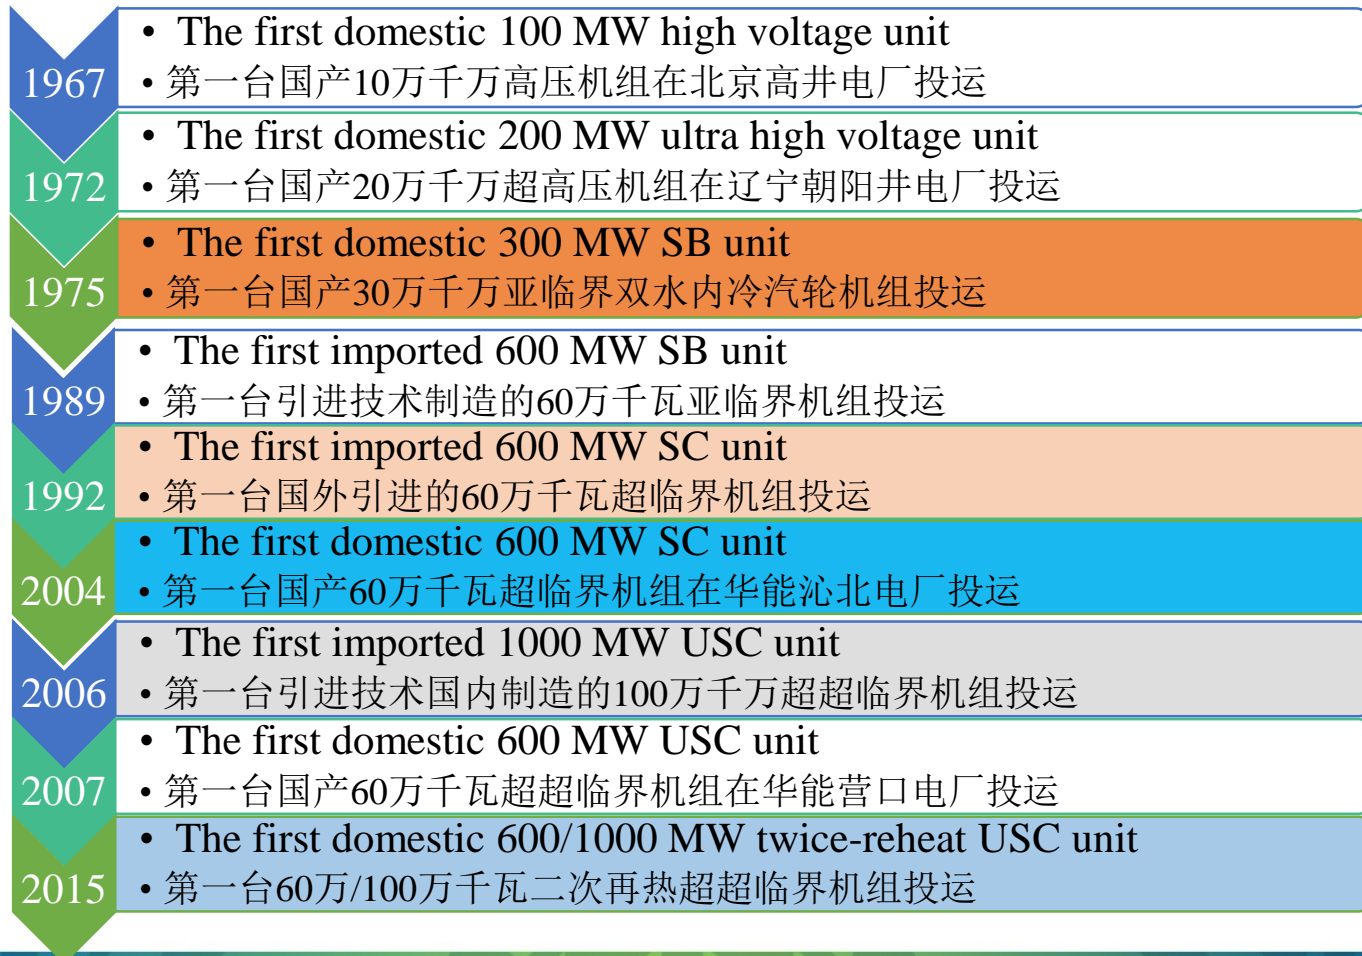 1967
• The first domestic 100 MW high voltage unit
• 第一台国产10万千万高压机组在北京高井电厂投运
1972
• The first domestic 200 MW ultra high voltage unit
• 第一台国产20万千万超高压机组在辽宁朝阳井电厂投运
1975
• The first domestic 300 MW SB unit
• 第一台国产30万千万亚临界双水内冷汽轮机组投运
1989
• The first imported 600 MW SB unit
• 第一台引进技术制造的60万千瓦亚临界机组投运
1992
• The first imported 600 MW SC unit
• 第一台国外引进的60万千瓦超临界机组投运
2004
• The first domestic 600 MW SC unit
• 第一台国产60万千瓦超临界机组在华能沁北电厂投运
2006
• The first imported 1000 MW USC unit
• 第一台引进技术国内制造的100万千万超超临界机组投运
2007
• The first domestic 600 MW USC unit
• 第一台国产60万千瓦超超临界机组在华能营口电厂投运
2015
• The first domestic 600/1000 MW twice-reheat USC unit
• 第一台60万/100万千瓦二次再热超超临界机组投运